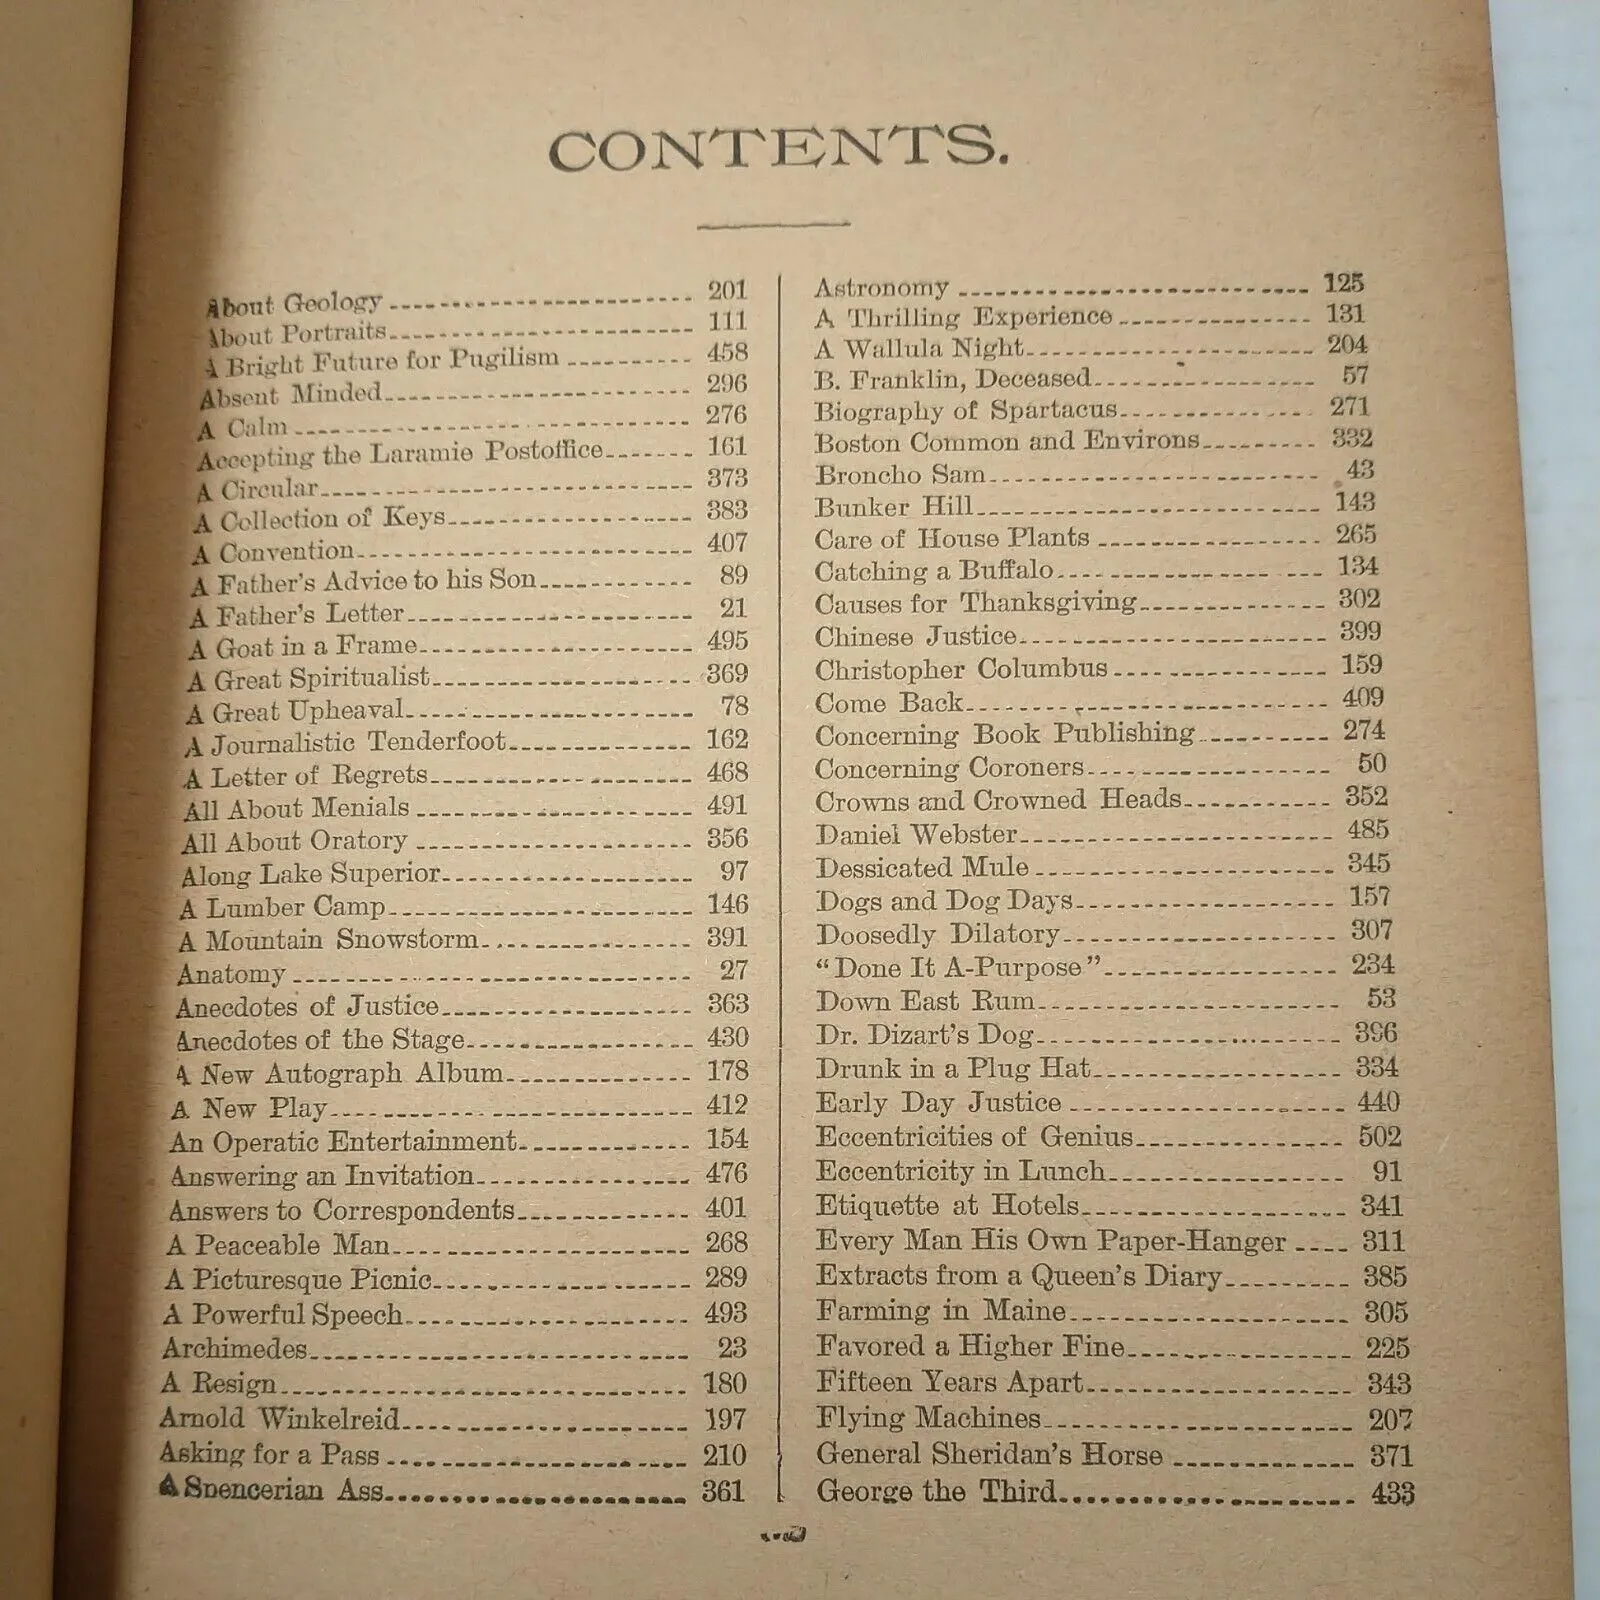 CONTENTS.
About Geology 201
About Portraits 111
A Bright Future for Pugilism 458
Absent Minded 296
A Calm 276
Accepting the Laramie Postoffice 161
A Circular 373
A Collection of Keys 383
A Convention 407
A Father's Advice to his Son 89
A Father's Letter 21
A Goat in a Frame 495
A Great Spiritualist 369
A Great Upheaval 78
A Journalistic Tenderfoot 162
A Letter of Regrets 468
All About Menials 491
All About Oratory 356
Along Lake Superior 97
A Lumber Camp 146
A Mountain Snowstorm 391
Anatomy 27
Anecdotes of Justice 363
Anecdotes of the Stage 430
A New Autograph Album 178
A New Play 412
An Operatic Entertainment 154
Answering an Invitation 476
Answers to Correspondents 401
A Peaceable Man 268
A Picturesque Picnic 289
A Powerful Speech 493
Archimedes 23
A Resign 180
Arnold Winkelreid 197
Asking for a Pass 210
A Spencerian Ass 361
Astronomy 125
A Thrilling Experience 131
A Wallula Night 204
B. Franklin, Deceased 57
Biography of Spartacus 271
Boston Common and Environs 332
Broncho Sam 43
Bunker Hill 143
Care of House Plants 265
Catching a Buffalo 134
Causes for Thanksgiving 302
Chinese Justice 399
Christopher Columbus 159
Come Back 409
Concerning Book Publishing 274
Concerning Coroners 50
Crowns and Crowned Heads 352
Daniel Webster 485
Dessicated Mule 345
Dogs and Dog Days 157
Doosedly Dilatory 307
"Done It A-Purpose" 234
Down East Rum 53
Dr. Dizart's Dog 396
Drunk in a Plug Hat 334
Early Day Justice 440
Eccentricities of Genius 502
Eccentricity in Lunch 91
Etiquette at Hotels 341
Every Man His Own Paper-Hanger 311
Extracts from a Queen's Diary 385
Farming in Maine 305
Favored a Higher Fine 225
Fifteen Years Apart 343
Flying Machines 207
General Sheridan's Horse 371
George the Third 433